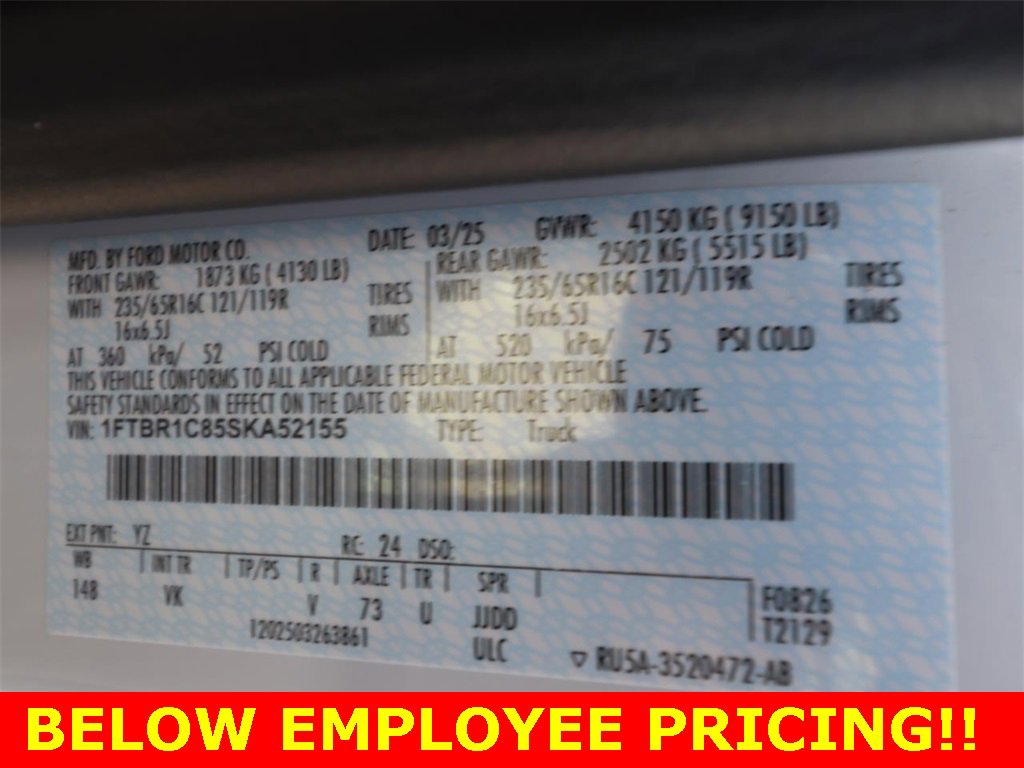 MFD. BY FORD MOTOR CO. DATE: 03/25 GVWR: 4150 KG ( 9150 LB)
FRONT GAWR: 1873 KG ( 4130 LB) REAR GAWR: 2502 KG ( 5515 LB)
WITH 235/65R16C 121/119R TIRES WITH 235/65R16C 121/119R TIRES
16x6.5J RIMS 16x6.5J RIMS
AT 360 kPa/ 52 PSI COLD AT 520 kPa/ 75 PSI COLD
THIS VEHICLE CONFORMS TO ALL APPLICABLE FEDERAL MOTOR VEHICLE
SAFETY STANDARDS IN EFFECT ON THE DATE OF MANUFACTURE SHOWN ABOVE.
VIN: 1FTBR1C85SKA52155 TYPE: Truck
EXT PNT: YZ RC: 24 DSO:
WB INT TR TP/PS R AXLE TR SPR
148 VK V 73 U JJDD F0826
1202503263861 ULC T2129
RU5A-3520472-AB
BELOW EMPLOYEE PRICING!!